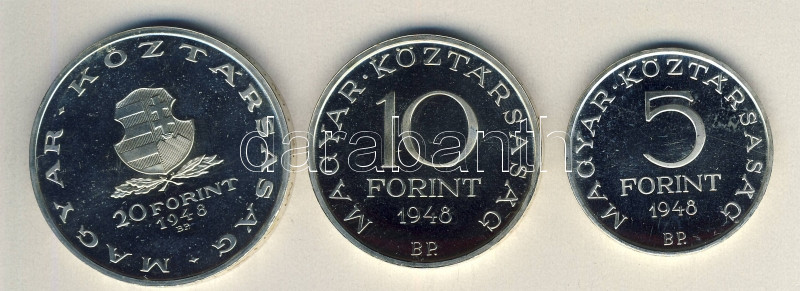 MAGYAR · KÖZTÁRSASÁG ·
20 FORINT
1948
BP.
MAGYAR · KÖZTÁRSASÁG
10
FORINT
1948
BP.
MAGYAR · KÖZTÁRSASÁG
5
FORINT
1948
BP.
darabanth.com